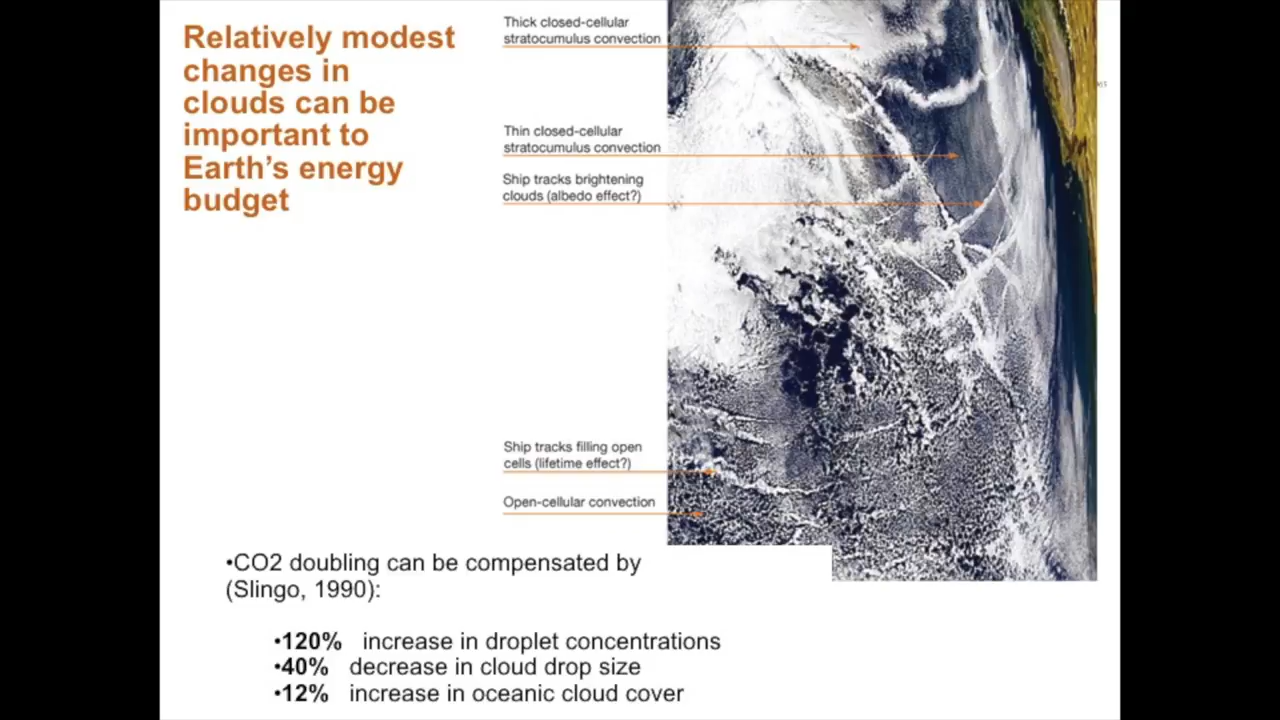 Relatively modest
changes in
clouds can be
important to
Earth's energy
budget
Thick closed-cellular
stratocumulus convection
Thin closed-cellular
stratocumulus convection
Ship tracks brightening
clouds (albedo effect?)
Ship tracks filling open
cells (lifetime effect?)
Open-cellular convection
•CO2 doubling can be compensated by
(Slingo, 1990):
•120% increase in droplet concentrations
•40% decrease in cloud drop size
•12% increase in oceanic cloud cover